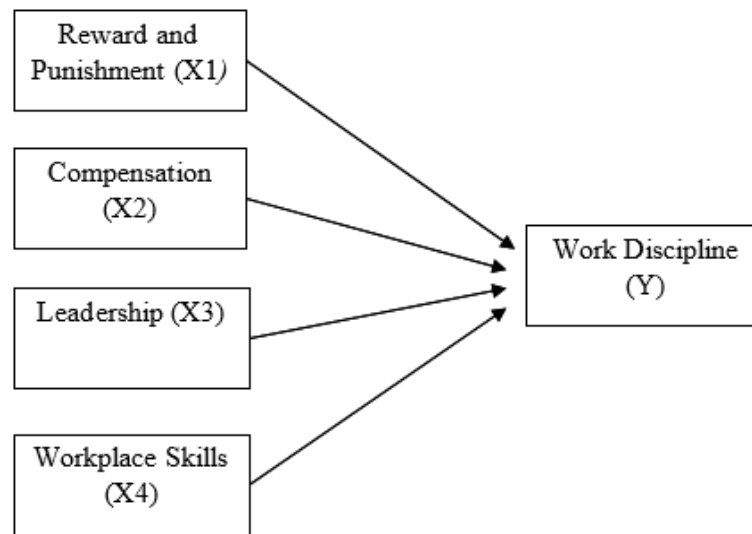 Reward and
Punishment (X1)
Compensation
(X2)
Leadership (X3)
Workplace Skills
(X4)
Work Discipline
(Y)